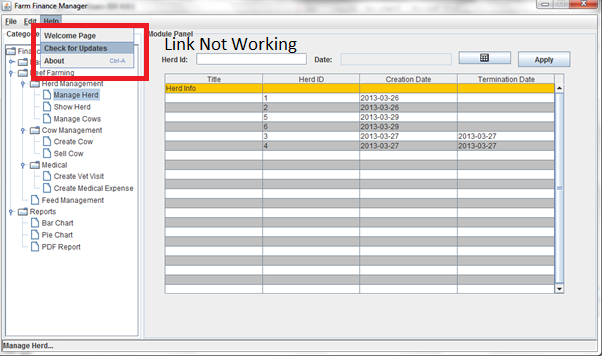 Farm Finance Manager
File Edit Help
Welcome Page
Check for Updates
About Ctrl-A
Beef Farming
Herd Management
Manage Herd
Show Herd
Manage Cows
Cow Management
Create Cow
Sell Cow
Medical
Create Vet Visit
Create Medical Expense
Feed Management
Reports
Bar Chart
Pie Chart
PDF Report
Module Panel
Link Not Working
Herd Id: Date: Apply
Title Herd ID Creation Date Termination Date
Herd Info
1 2013-03-26
2 2013-03-26
5 2013-03-29
6 2013-03-29
3 2013-03-27 2013-03-27
4 2013-03-27 2013-03-27
Manage Herd...